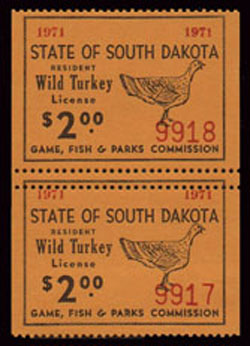 1971 1971
STATE OF SOUTH DAKOTA
RESIDENT
Wild Turkey
License
$2.00
9918
GAME, FISH & PARKS COMMISSION
1971 1971
STATE OF SOUTH DAKOTA
RESIDENT
Wild Turkey
License
$2.00
9917
GAME, FISH & PARKS COMMISSION